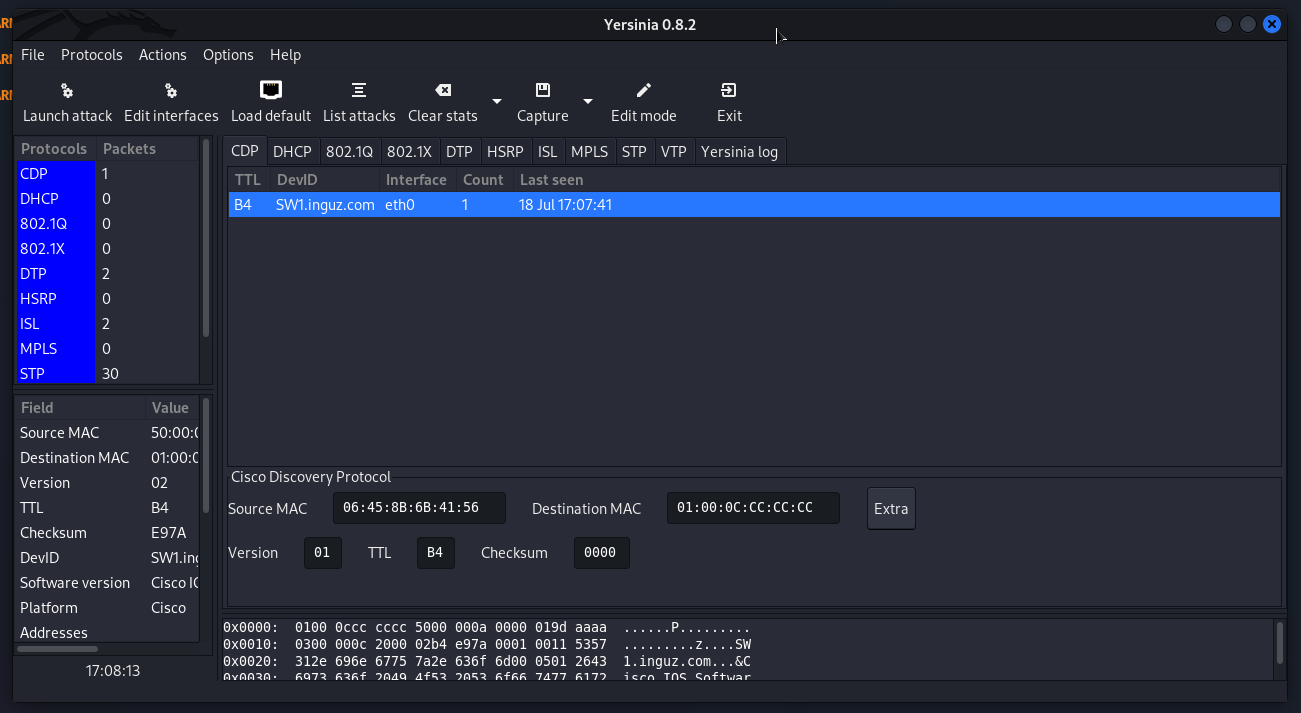 Yersinia 0.8.2
File Protocols Actions Options Help
Launch attack Edit interfaces Load default List attacks Clear stats Capture Edit mode Exit
Protocols Packets
CDP 1
DHCP 0
802.1Q 0
802.1X 0
DTP 2
HSRP 0
ISL 2
MPLS 0
STP 30
Field Value
Source MAC 50:00:0
Destination MAC 01:00:0
Version 02
TTL B4
Checksum E97A
DevID SW1.ing
Software version Cisco IO
Platform Cisco
Addresses
17:08:13
CDP DHCP 802.1Q 802.1X DTP HSRP ISL MPLS STP VTP Yersinia log
TTL DevID Interface Count Last seen
B4 SW1.inguz.com eth0 1 18 Jul 17:07:41
Cisco Discovery Protocol
Source MAC 06:45:8B:6B:41:56 Destination MAC 01:00:0C:CC:CC:CC Extra
Version 01 TTL B4 Checksum 0000
0x0000: 0100 0ccc cccc 5000 000a 0000 019d aaaa ......P.........
0x0010: 0300 000c 2000 02b4 e97a 0001 0011 5357 .........z....SW
0x0020: 312e 696e 6775 7a2e 636f 6d00 0501 2643 1.inguz.com...&C
0x0030: 6973 636f 2049 4f53 2053 6f66 7477 6172 isco IOS Softwar